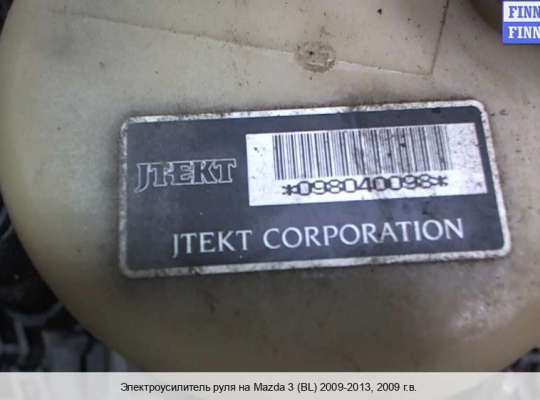 FINN
FINN
JTEKT
*098040098*
JTEKT CORPORATION
Электроусилитель руля на Mazda 3 (BL) 2009-2013, 2009 г.в.